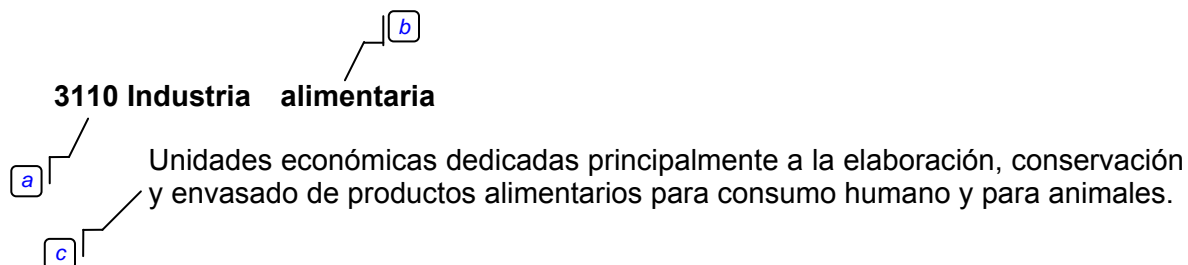 b
3110 Industria alimentaria
a
Unidades económicas dedicadas principalmente a la elaboración, conservación
y envasado de productos alimentarios para consumo humano y para animales.
c